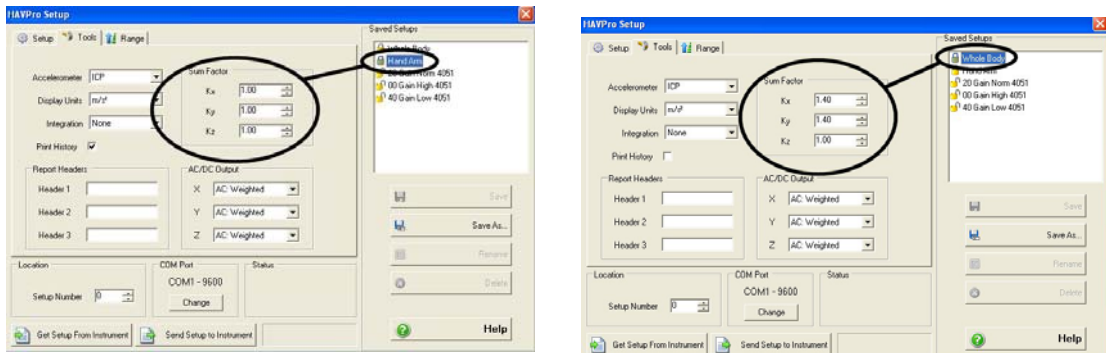 HAVPro Setup
Setup Tools Range
Accelerometer ICP
Display Units m/s²
Integration None
Print History
Sum Factor
Kx 1.00
Ky 1.00
Kz 1.00
Report Headers
Header 1
Header 2
Header 3
AC/DC Output
X AC: Weighted
Y AC: Weighted
Z AC: Weighted
Location
Setup Number 0
COM Port
COM1 - 9600
Change
Status
Get Setup From Instrument
Send Setup to Instrument
Saved Setups
Whole Body
Hand Arm
20 Gain Norm 4051
00 Gain High 4051
40 Gain Low 4051
Save
Save As...
Rename
Delete
Help
HAVPro Setup
Setup Tools Range
Accelerometer ICP
Display Units m/s²
Integration None
Print History
Sum Factor
Kx 1.40
Ky 1.40
Kz 1.00
Report Headers
Header 1
Header 2
Header 3
AC/DC Output
X AC: Weighted
Y AC: Weighted
Z AC: Weighted
Location
Setup Number 0
COM Port
COM1 - 9600
Change
Status
Get Setup From Instrument
Send Setup to Instrument
Saved Setups
Whole Body
Hand Arm
20 Gain Norm 4051
00 Gain High 4051
40 Gain Low 4051
Save
Save As...
Rename
Delete
Help